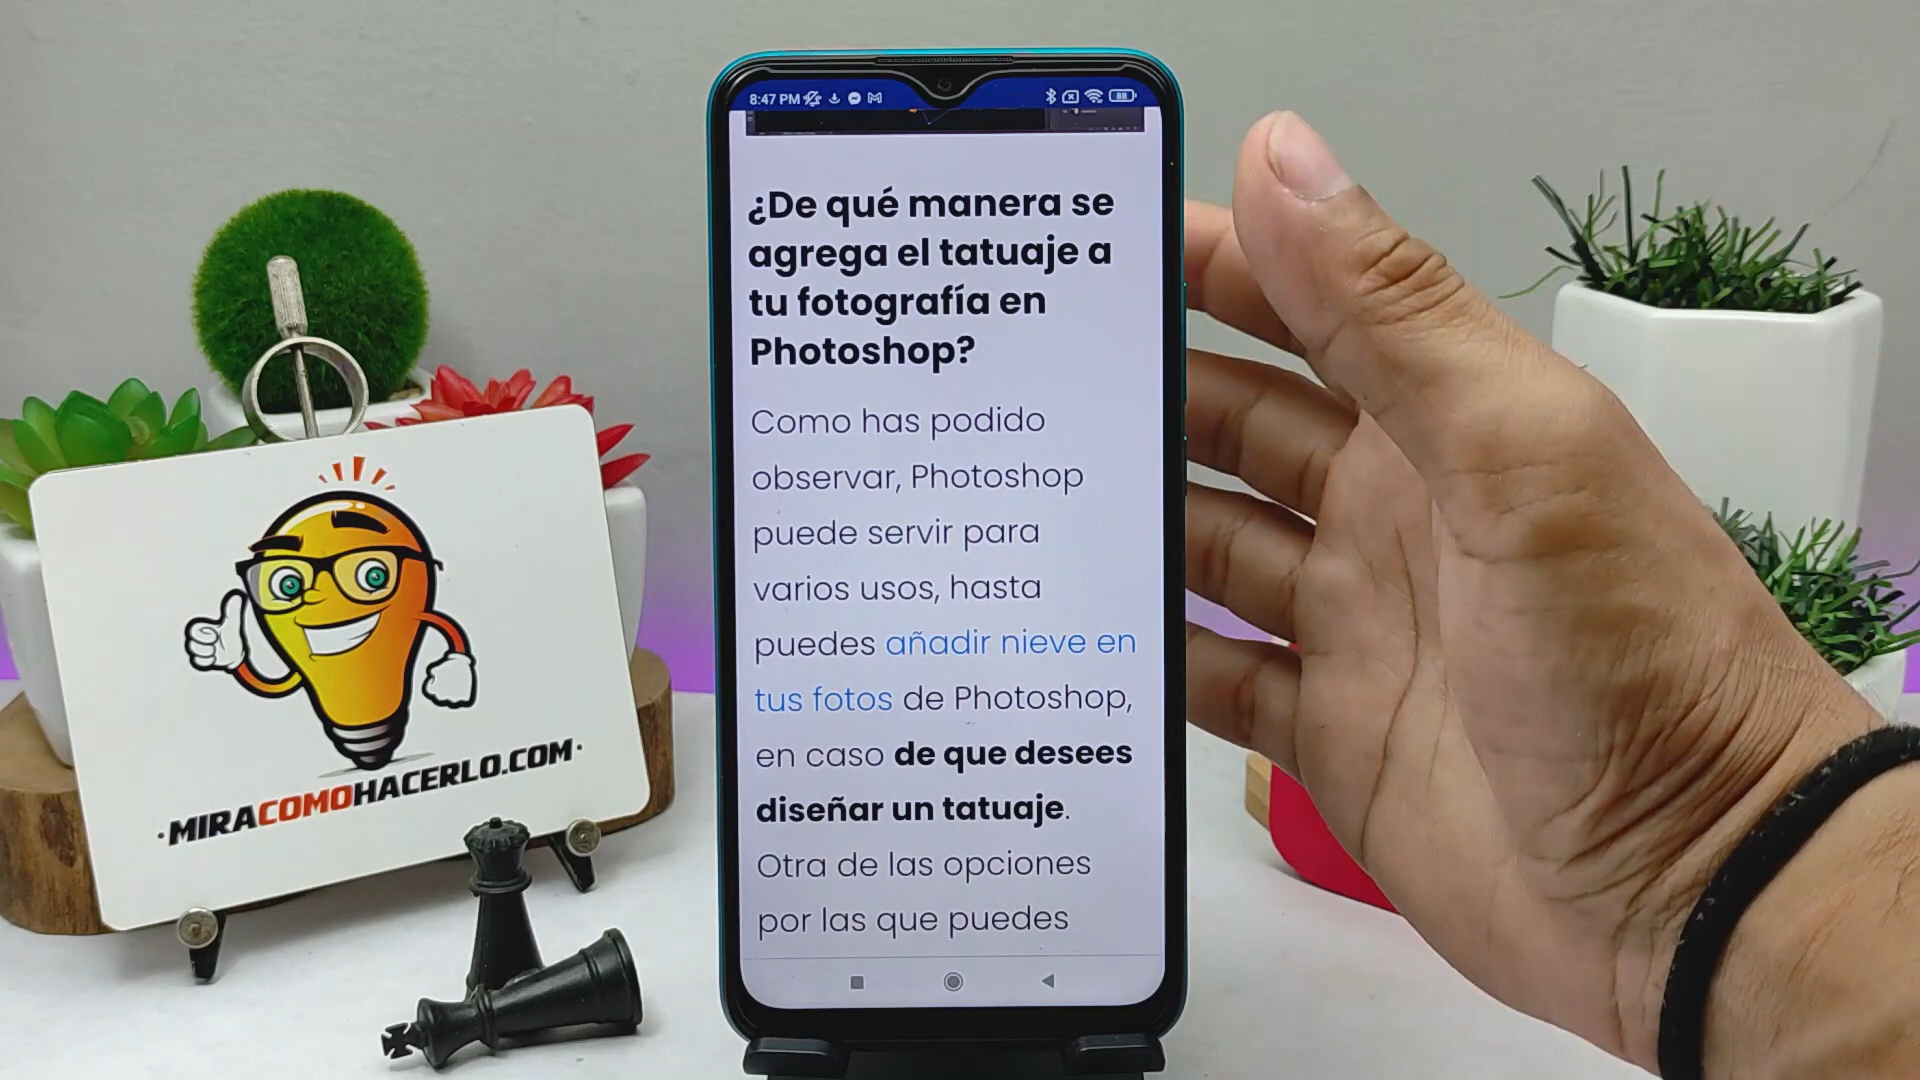 8:47 PM
88
¿De qué manera se
agrega el tatuaje a
tu fotografía en
Photoshop?
Como has podido
observar, Photoshop
puede servir para
varios usos, hasta
puedes añadir nieve en
tus fotos de Photoshop,
en caso de que desees
diseñar un tatuaje.
Otra de las opciones
por las que puedes
·MIRACOMOHACERLO.COM·